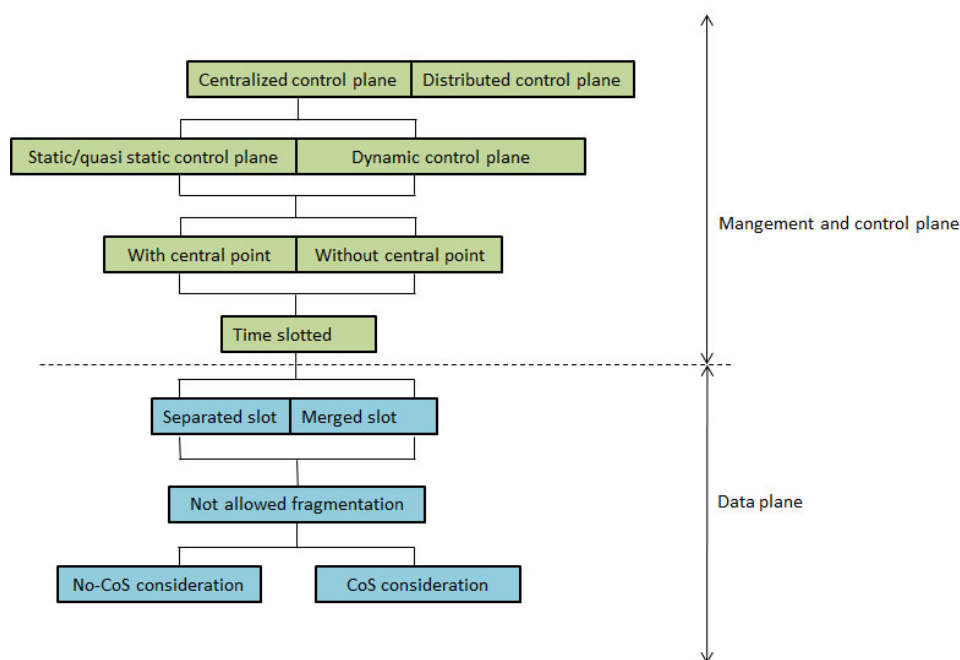 Centralized control plane
Distributed control plane
Static/quasi static control plane
Dynamic control plane
Mangement and control plane
With central point
Without central point
Time slotted
Separated slot
Merged slot
Not allowed fragmentation
Data plane
No-CoS consideration
CoS consideration